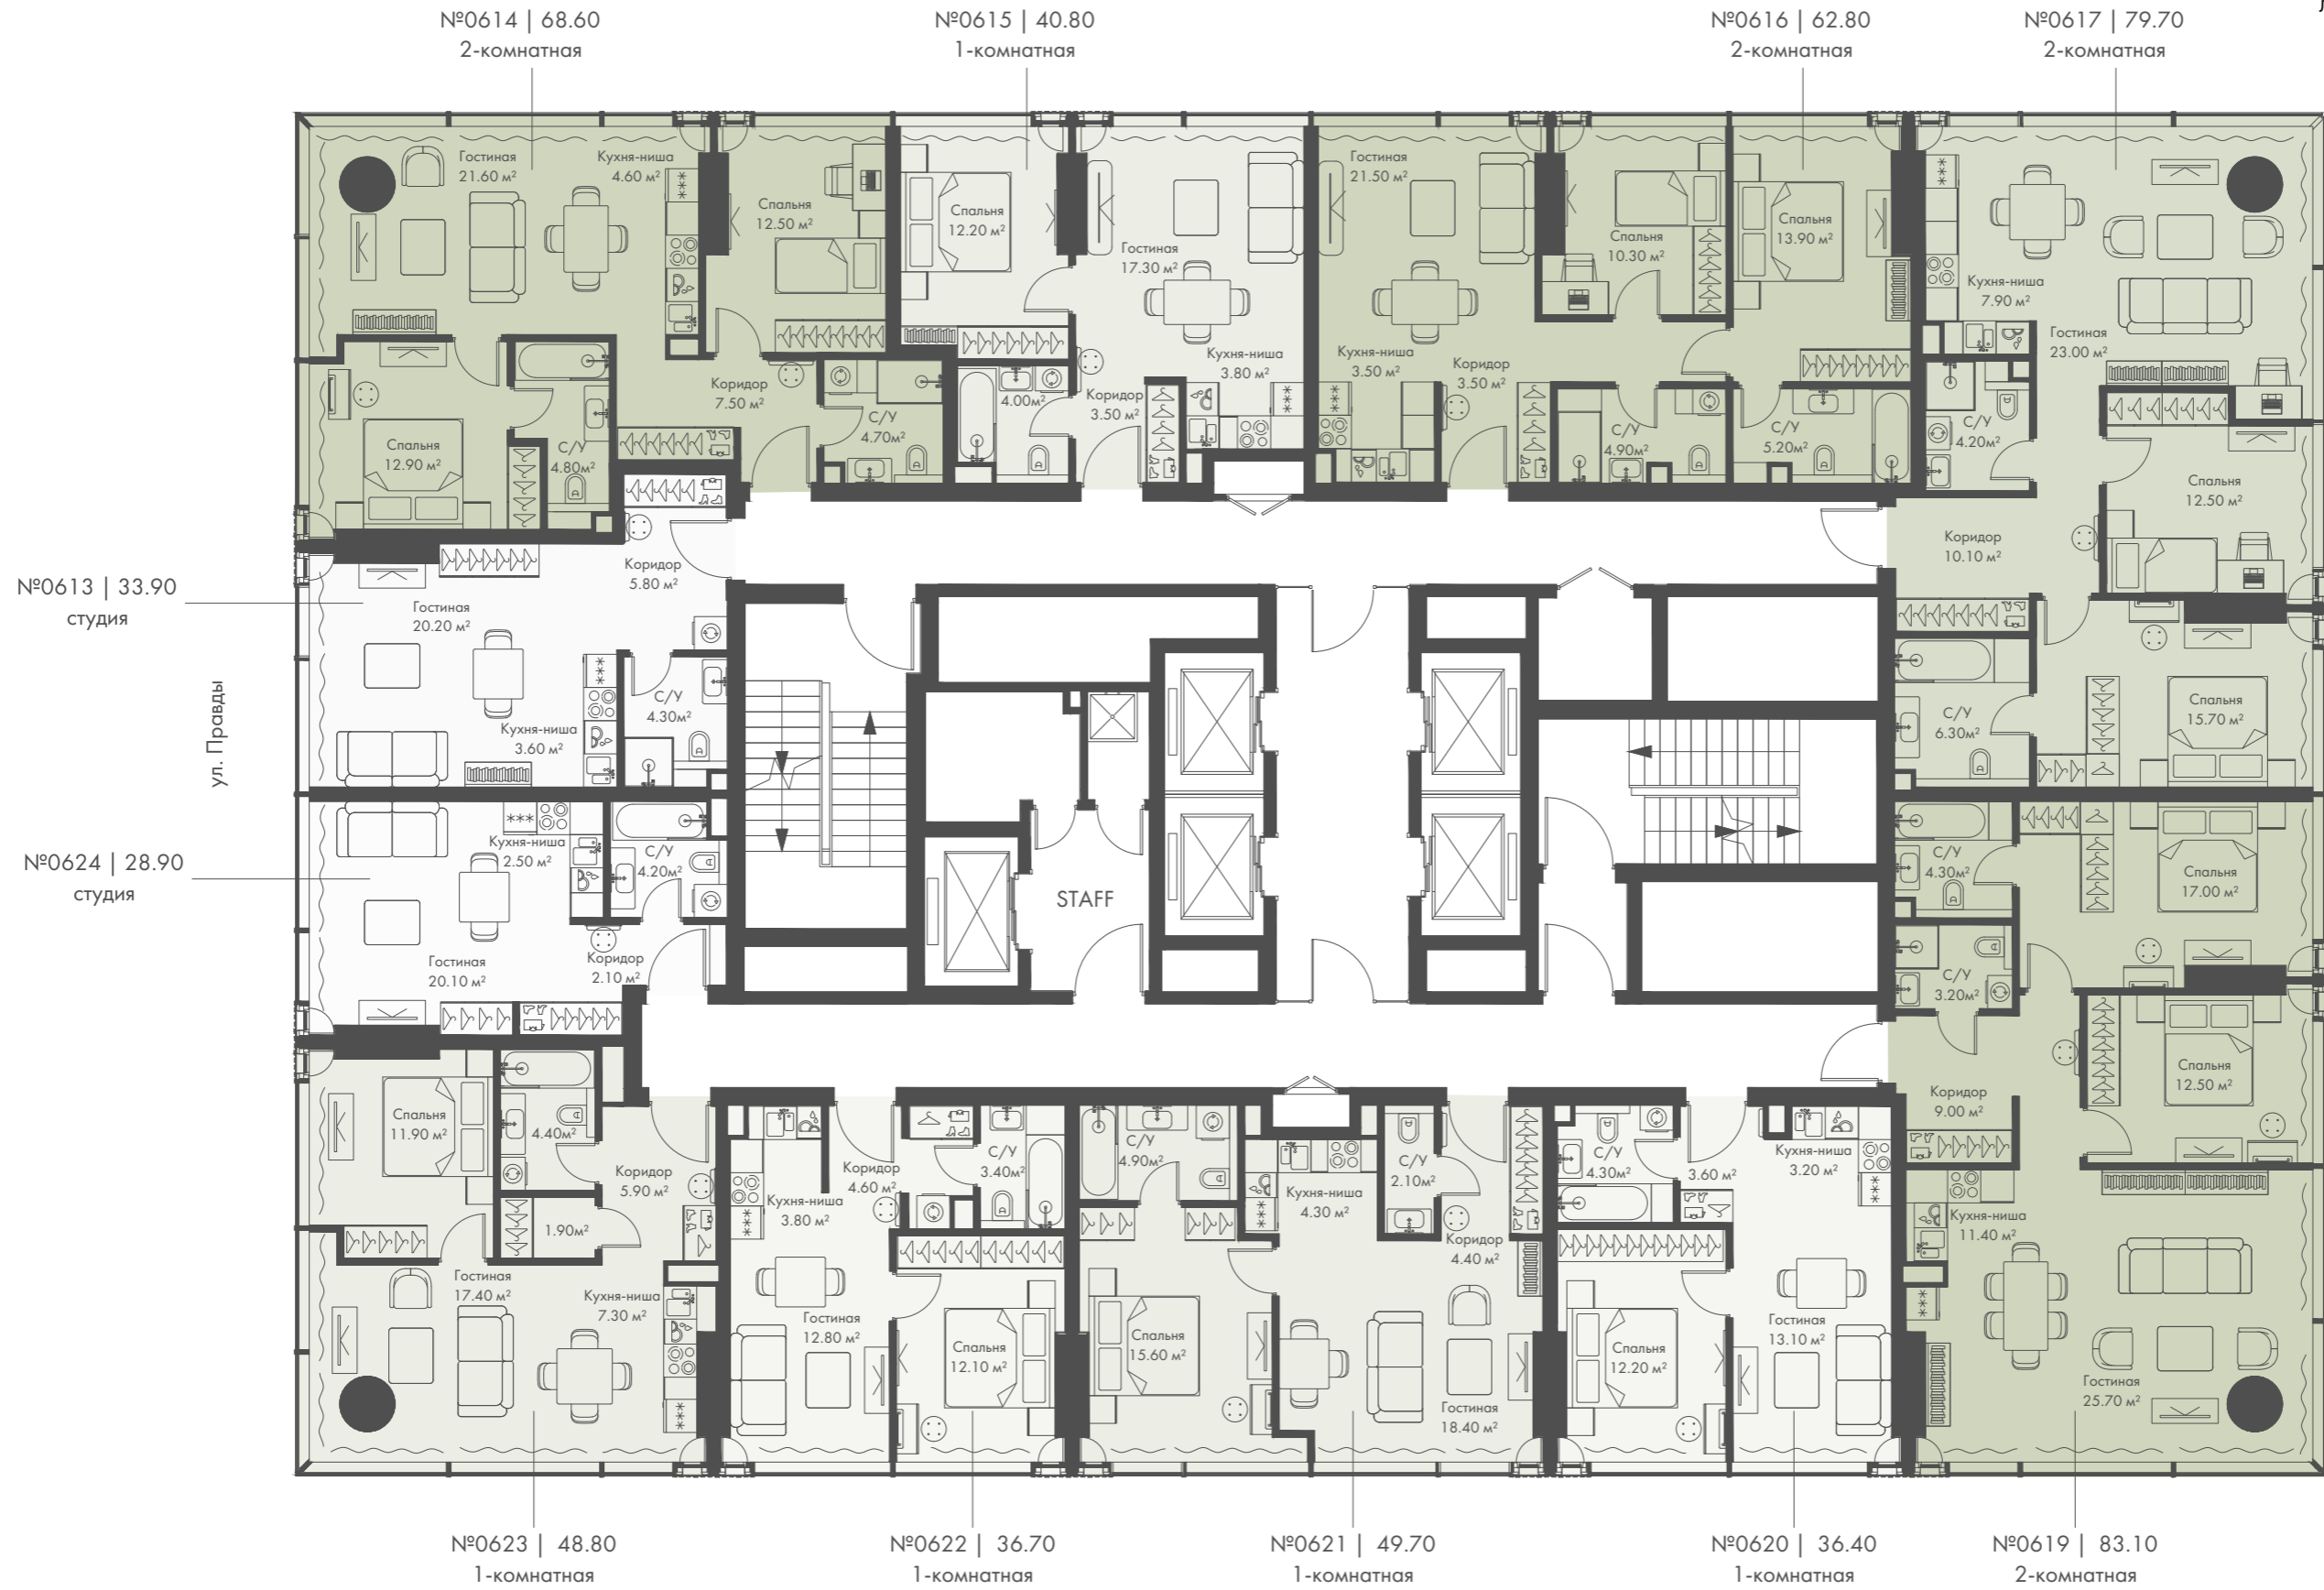 №0614 | 68.60
2-комнатная
№0615 | 40.80
1-комнатная
№0616 | 62.80
2-комнатная
№0617 | 79.70
2-комнатная
Гостиная
21.60 м²
Кухня-ниша
4.60 м²
Спальня
12.50 м²
Спальня
12.90 м²
С/У
4.80м²
Коридор
7.50 м²
С/У
4.70м²
Спальня
12.20 м²
Гостиная
17.30 м²
Кухня-ниша
3.80 м²
4.00м²
Коридор
3.50 м²
Гостиная
21.50 м²
Кухня-ниша
3.50 м²
Коридор
3.50 м²
Спальня
10.30 м²
Спальня
13.90 м²
С/У
4.90м²
С/У
5.20м²
Кухня-ниша
7.90 м²
Гостиная
23.00 м²
С/У
4.20м²
Спальня
12.50 м²
Коридор
10.10 м²
С/У
6.30м²
Спальня
15.70 м²
№0613 | 33.90
студия
Гостиная
20.20 м²
Коридор
5.80 м²
С/У
4.30м²
Кухня-ниша
3.60 м²
ул. Правды
№0624 | 28.90
студия
Кухня-ниша
2.50 м²
С/У
4.20м²
Гостиная
20.10 м²
Коридор
2.10 м²
STAFF
С/У
4.30м²
Спальня
17.00 м²
С/У
3.20м²
Спальня
12.50 м²
Коридор
9.00 м²
Кухня-ниша
11.40 м²
Гостиная
25.70 м²
Спальня
11.90 м²
4.40м²
Коридор
5.90 м²
1.90м²
Гостиная
17.40 м²
Кухня-ниша
7.30 м²
Кухня-ниша
3.80 м²
Коридор
4.60 м²
С/У
3.40м²
Гостиная
12.80 м²
Спальня
12.10 м²
С/У
4.90м²
Спальня
15.60 м²
Кухня-ниша
4.30 м²
С/У
2.10м²
Коридор
4.40 м²
Гостиная
18.40 м²
С/У
4.30м²
3.60 м²
Кухня-ниша
3.20 м²
Спальня
12.20 м²
Гостиная
13.10 м²
№0623 | 48.80
1-комнатная
№0622 | 36.70
1-комнатная
№0621 | 49.70
1-комнатная
№0620 | 36.40
1-комнатная
№0619 | 83.10
2-комнатная